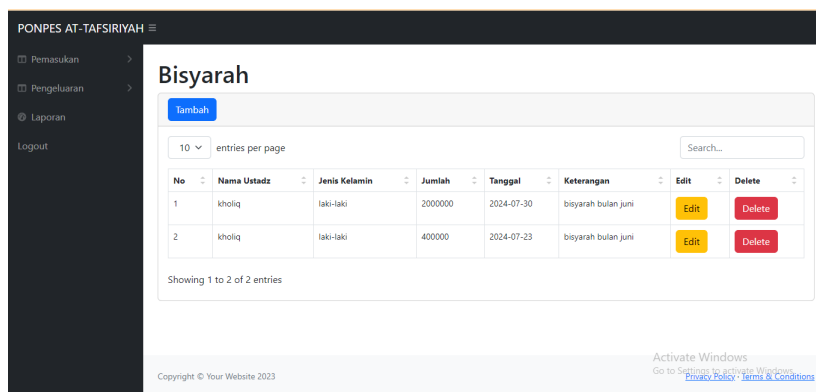 PONPES AT-TAFSIRIYAH
Pemasukan
Pengeluaran
Laporan
Logout
Bisyarah
Tambah
10 entries per page
Search...
No Nama Ustadz Jenis Kelamin Jumlah Tanggal Keterangan Edit Delete
1 kholiq laki-laki 2000000 2024-07-30 bisyarah bulan juni Edit Delete
2 kholiq laki-laki 400000 2024-07-23 bisyarah bulan juni Edit Delete
Showing 1 to 2 of 2 entries
Activate Windows
Go to Settings to activate Windows.
Copyright © Your Website 2023
Privacy Policy · Terms & Conditions